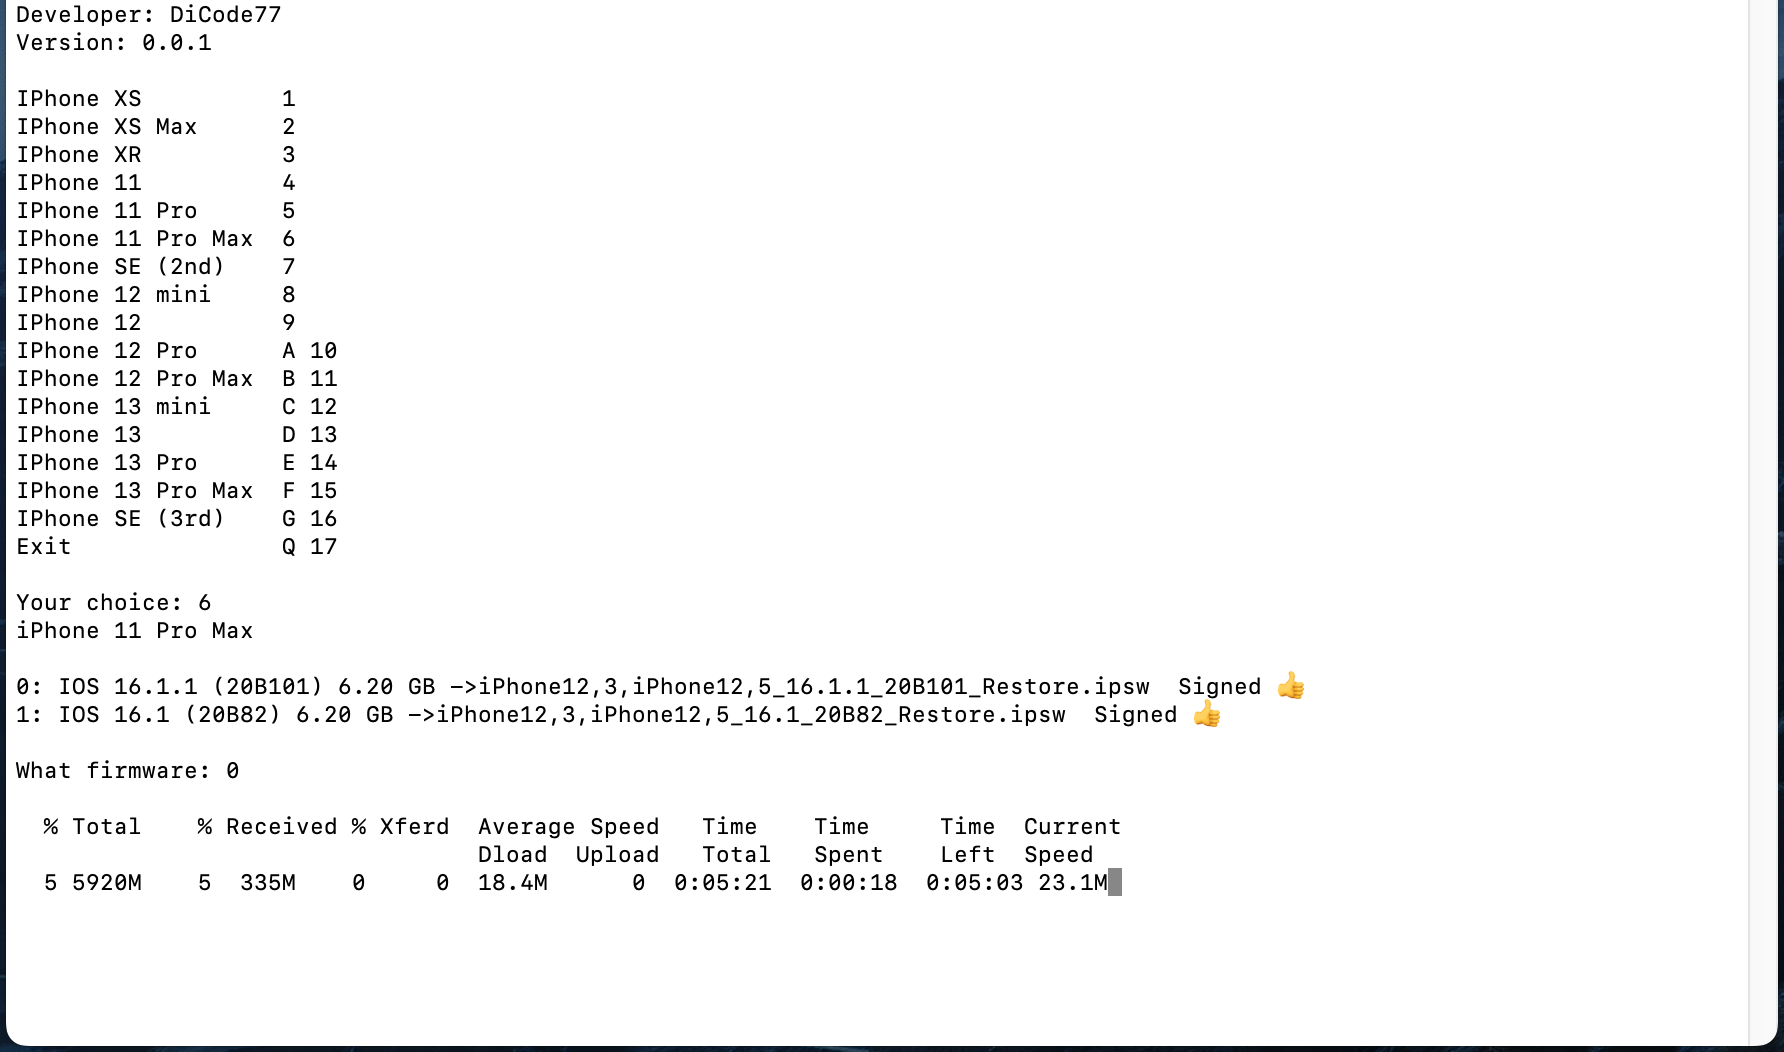 Developer: DiCode77
Version: 0.0.1
IPhone XS 1
IPhone XS Max 2
IPhone XR 3
IPhone 11 4
IPhone 11 Pro 5
IPhone 11 Pro Max 6
IPhone SE (2nd) 7
IPhone 12 mini 8
IPhone 12 9
IPhone 12 Pro A 10
IPhone 12 Pro Max B 11
IPhone 13 mini C 12
IPhone 13 D 13
IPhone 13 Pro E 14
IPhone 13 Pro Max F 15
IPhone SE (3rd) G 16
Exit Q 17
Your choice: 6
iPhone 11 Pro Max
0: IOS 16.1.1 (20B101) 6.20 GB —>iPhone12,3,iPhone12,5_16.1.1_20B101_Restore.ipsw Signed 👍
1: IOS 16.1 (20B82) 6.20 GB —>iPhone12,3,iPhone12,5_16.1_20B82_Restore.ipsw Signed 👍
What firmware: 0
% Total % Received % Xferd Average Speed Time Time Time Current
Dload Upload Total Spent Left Speed
5 5920M 5 335M 0 0 18.4M 0 0:05:21 0:00:18 0:05:03 23.1M